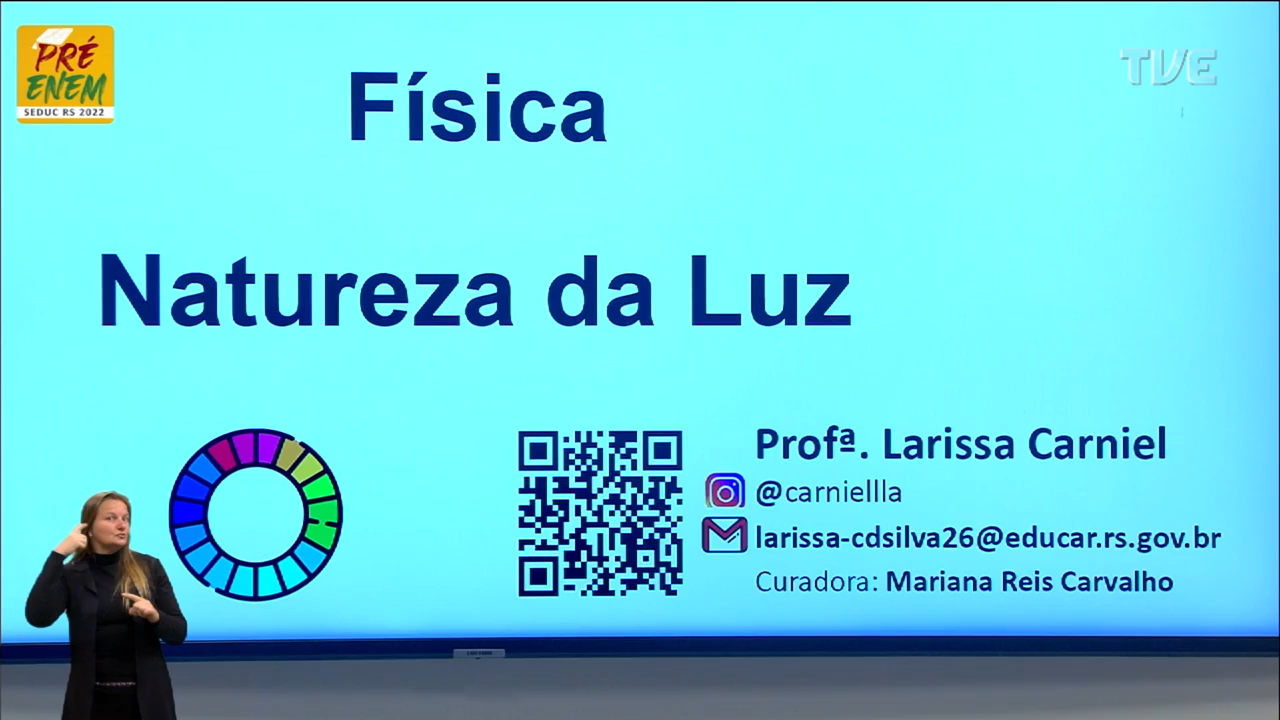 PRÉ
ENEM
SEDUC RS 2022
TVE
Física
Natureza da Luz
Profª. Larissa Carniel
@carniellla
larissa-cdsilva26@educar.rs.gov.br
Curadora: Mariana Reis Carvalho